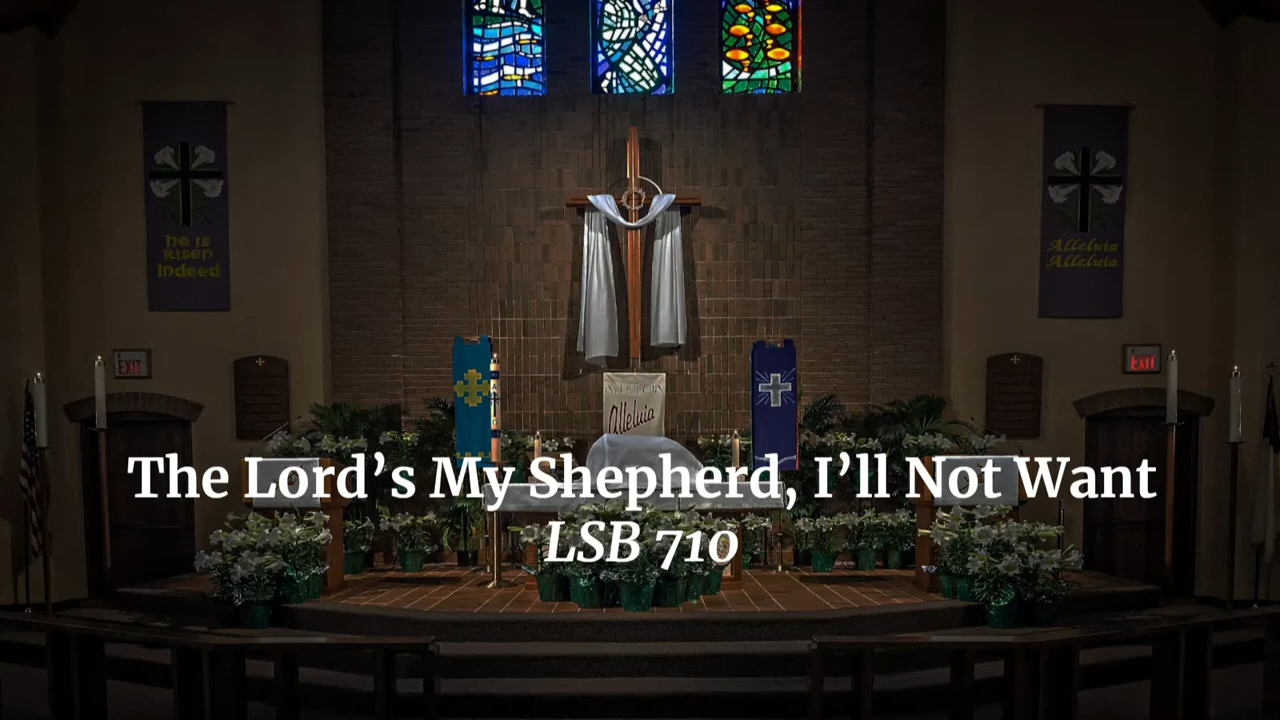 he is
Risen
Indeed
Alleluia
Alleluia
EXIT
EXIT
Alleluia
The Lord’s My Shepherd, I’ll Not Want
LSB 710